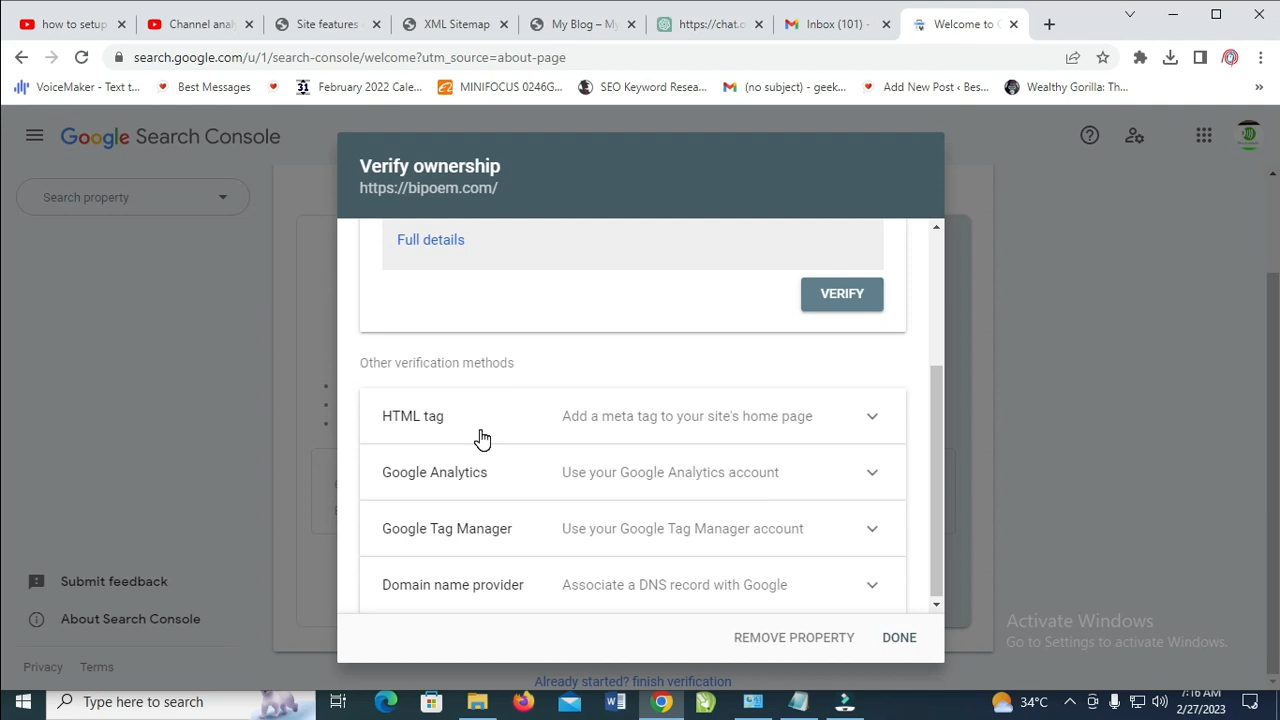 how to setup
Channel anal
Site features
XML Sitemap
My Blog – My
https://chat.o
Inbox (101) -
Welcome to G
search.google.com/u/1/search-console/welcome?utm_source=about-page
VoiceMaker - Text t...
Best Messages
31
February 2022 Cale...
MINIFOCUS 0246G...
SEO Keyword Resea...
(no subject) - geek...
Add New Post ‹ Bes...
Wealthy Gorilla: Th...
»
Google Search Console
Search property
Verify ownership
https://bipoem.com/
Full details
VERIFY
Other verification methods
HTML tag Add a meta tag to your site's home page
Google Analytics Use your Google Analytics account
Google Tag Manager Use your Google Tag Manager account
Domain name provider Associate a DNS record with Google
Submit feedback
About Search Console
REMOVE PROPERTY DONE
Activate Windows
Go to Settings to activate Windows.
Privacy Terms
Already started? finish verification
Type here to search
34°C
7:16 AM
2/27/2023